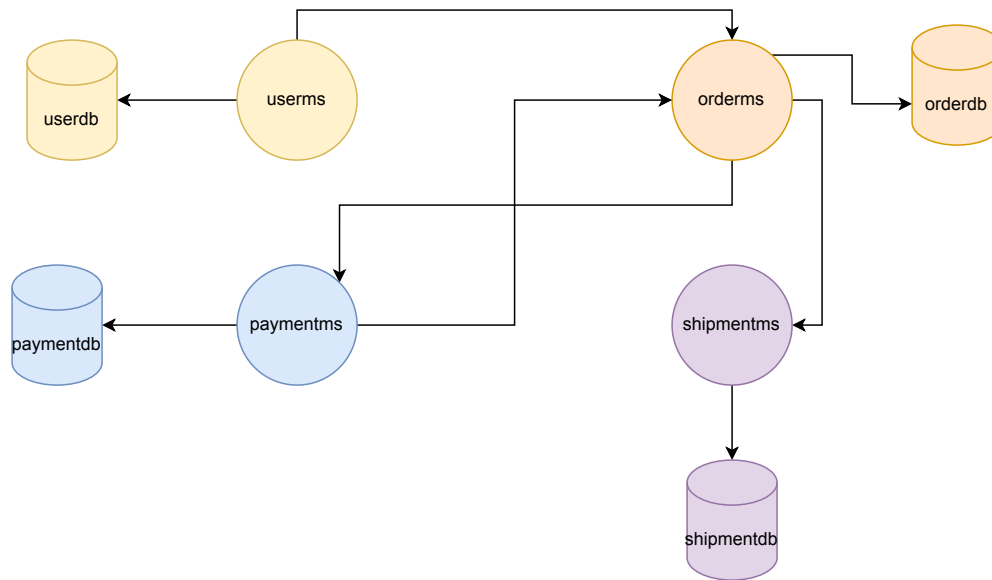 userdb
userms
orderms
orderdb
paymentdb
paymentms
shipmentms
shipmentdb